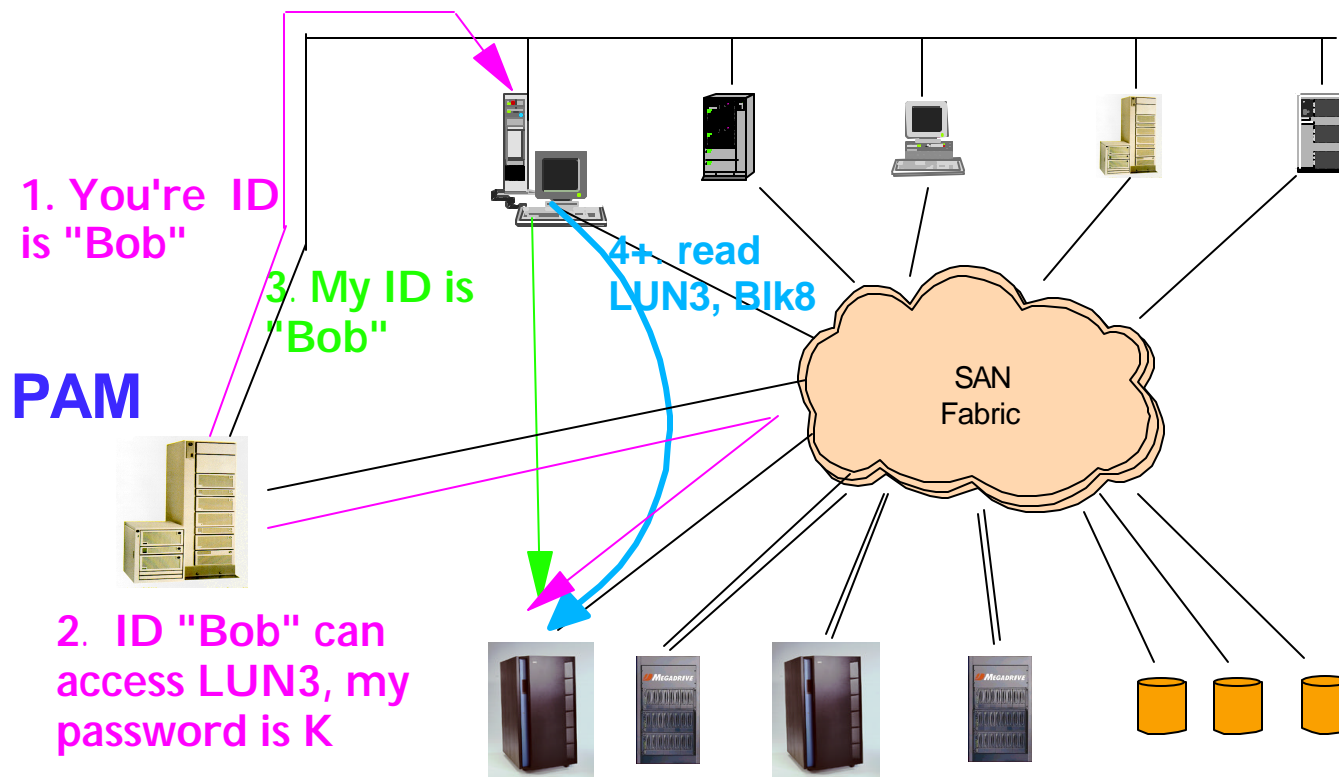 1. You're ID
is "Bob"
3. My ID is
"Bob"
4+. read
LUN3, Blk8
PAM
SAN
Fabric
2. ID "Bob" can
access LUN3, my
password is K
MEGADRIVE
MEGADRIVE